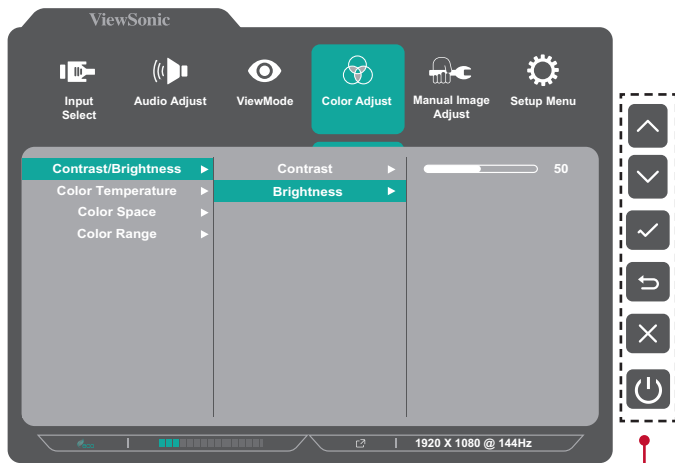 ViewSonic
Input
Select
Audio Adjust
ViewMode
Color Adjust
Manual Image
Adjust
Setup Menu
Contrast/Brightness
Contrast
50
Color Temperature
Brightness
Color Space
Color Range
1920 X 1080 @ 144Hz